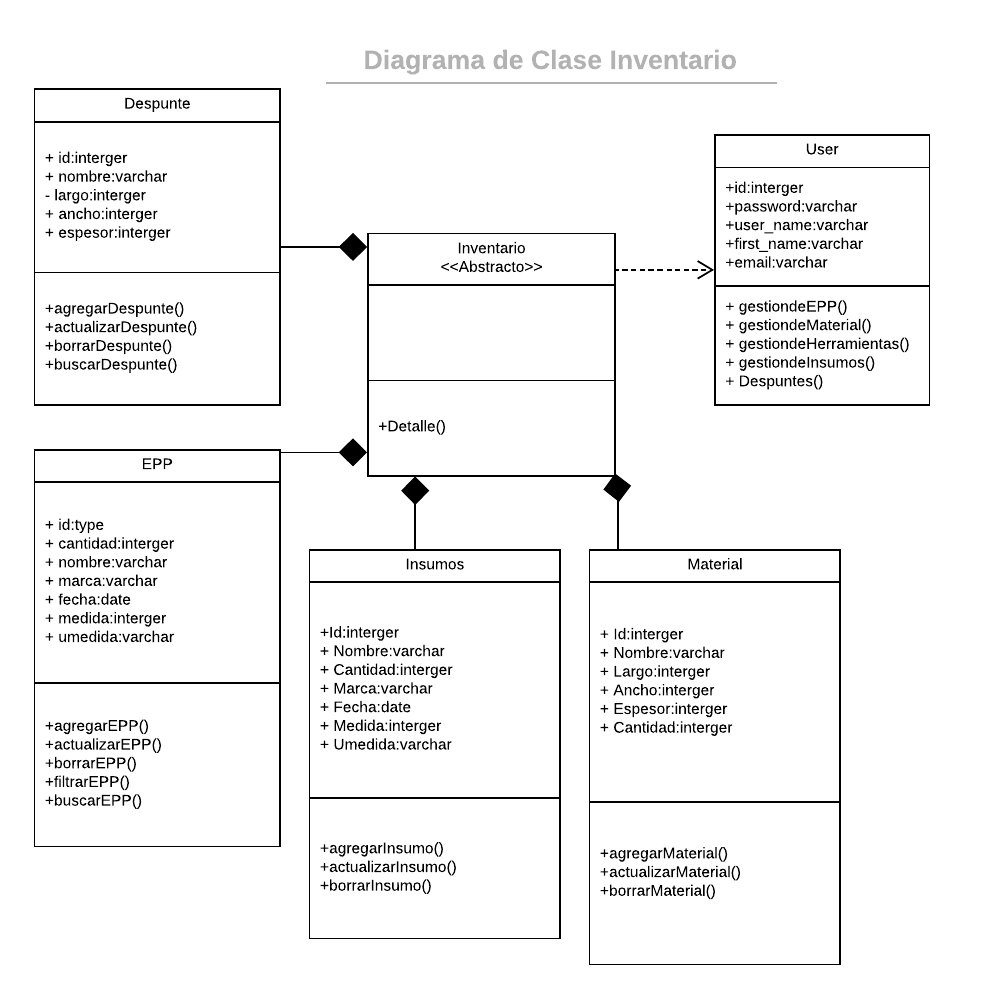 Diagrama de Clase Inventario
Despunte
+ id:interger
+ nombre:varchar
- largo:interger
+ ancho:interger
+ espesor:interger
+agregarDespunte()
+actualizarDespunte()
+borrarDespunte()
+buscarDespunte()
User
+id:interger
+password:varchar
+user_name:varchar
+first_name:varchar
+email:varchar
+ gestiondeEPP()
+ gestiondeMaterial()
+ gestiondeHerramientas()
+ gestiondeInsumos()
+ Despuntes()
Inventario
<<Abstracto>>
+Detalle()
EPP
+ id:type
+ cantidad:interger
+ nombre:varchar
+ marca:varchar
+ fecha:date
+ medida:interger
+ umedida:varchar
+agregarEPP()
+actualizarEPP()
+borrarEPP()
+filtrarEPP()
+buscarEPP()
Insumos
+Id:interger
+ Nombre:varchar
+ Cantidad:interger
+ Marca:varchar
+ Fecha:date
+ Medida:interger
+ Umedida:varchar
+agregarInsumo()
+actualizarInsumo()
+borrarInsumo()
Material
+ Id:interger
+ Nombre:varchar
+ Largo:interger
+ Ancho:interger
+ Espesor:interger
+ Cantidad:interger
+agregarMaterial()
+actualizarMaterial()
+borrarMaterial()